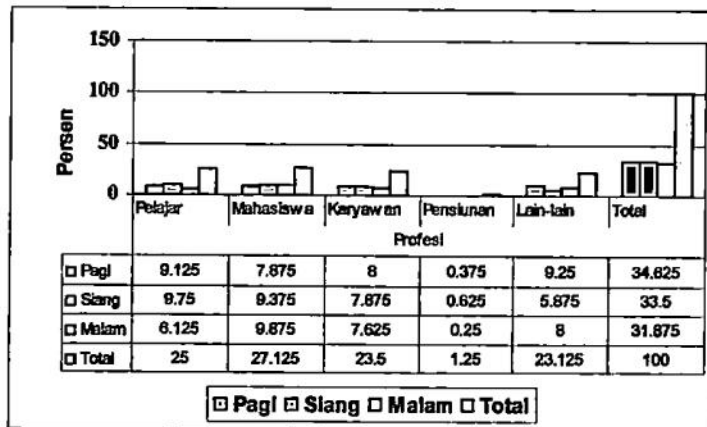 150
100
50
0
Persen
Pelajar Mahasiswa Karyawan Pensiunan Lain-lain Total
Profesi
Pagi 9.125 7.875 8 0.375 9.25 34.625
Siang 9.75 9.375 7.875 0.625 5.875 33.5
Malam 6.125 9.875 7.625 0.25 8 31.875
Total 25 27.125 23.5 1.25 23.125 100
Pagi Siang Malam Total